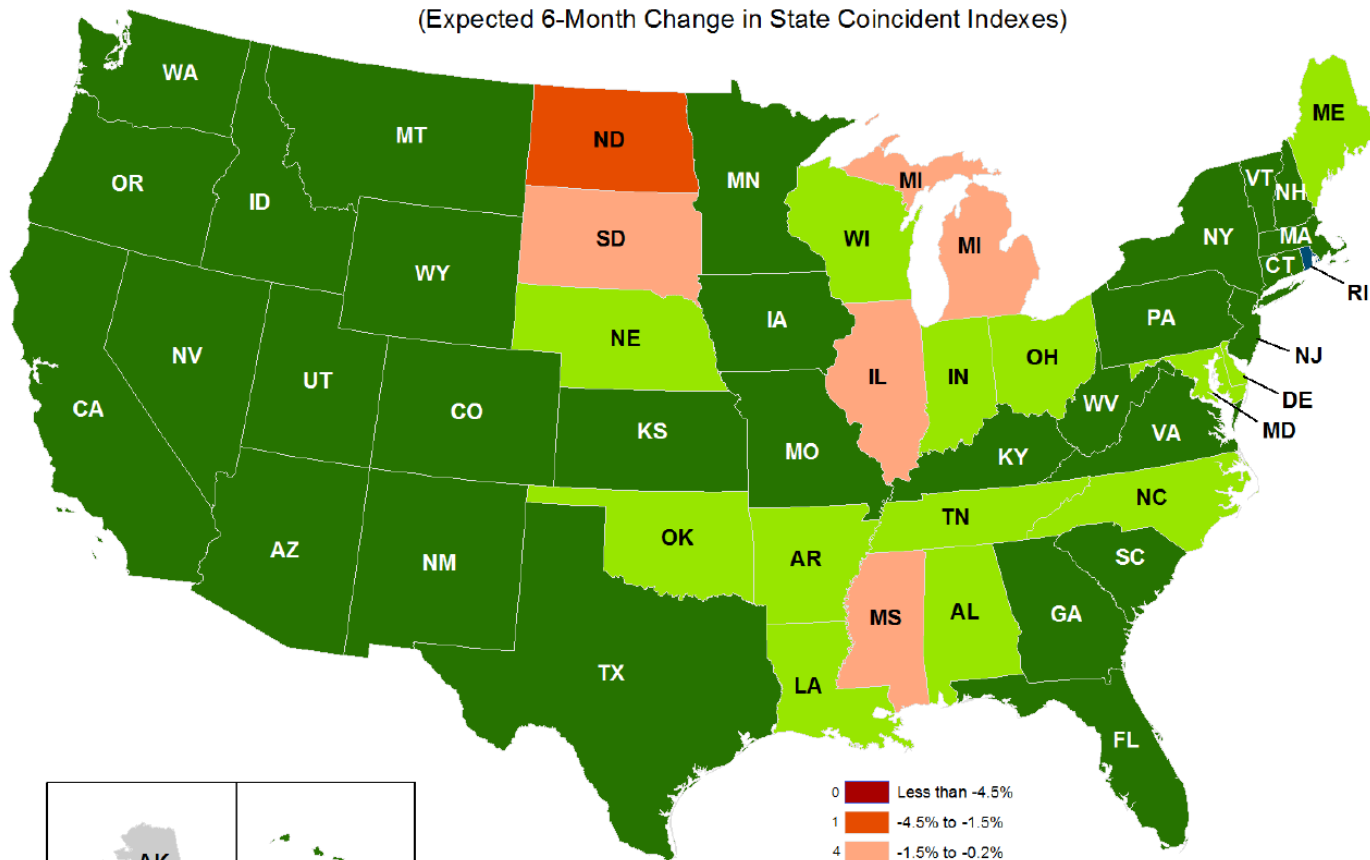 (Expected 6-Month Change in State Coincident Indexes)
WA
MT
ND
MN
ME
OR
ID
SD
WI
MI
MI
VT
NH
NY
MA
CT
RI
WY
IA
NE
PA
NJ
NV
UT
CO
IL
IN
OH
DE
MD
CA
KS
MO
WV
VA
KY
NC
TN
AZ
NM
OK
AR
SC
MS
AL
GA
TX
LA
FL
AK
0 Less than -4.5%
1 -4.5% to -1.5%
4 -1.5% to -0.2%